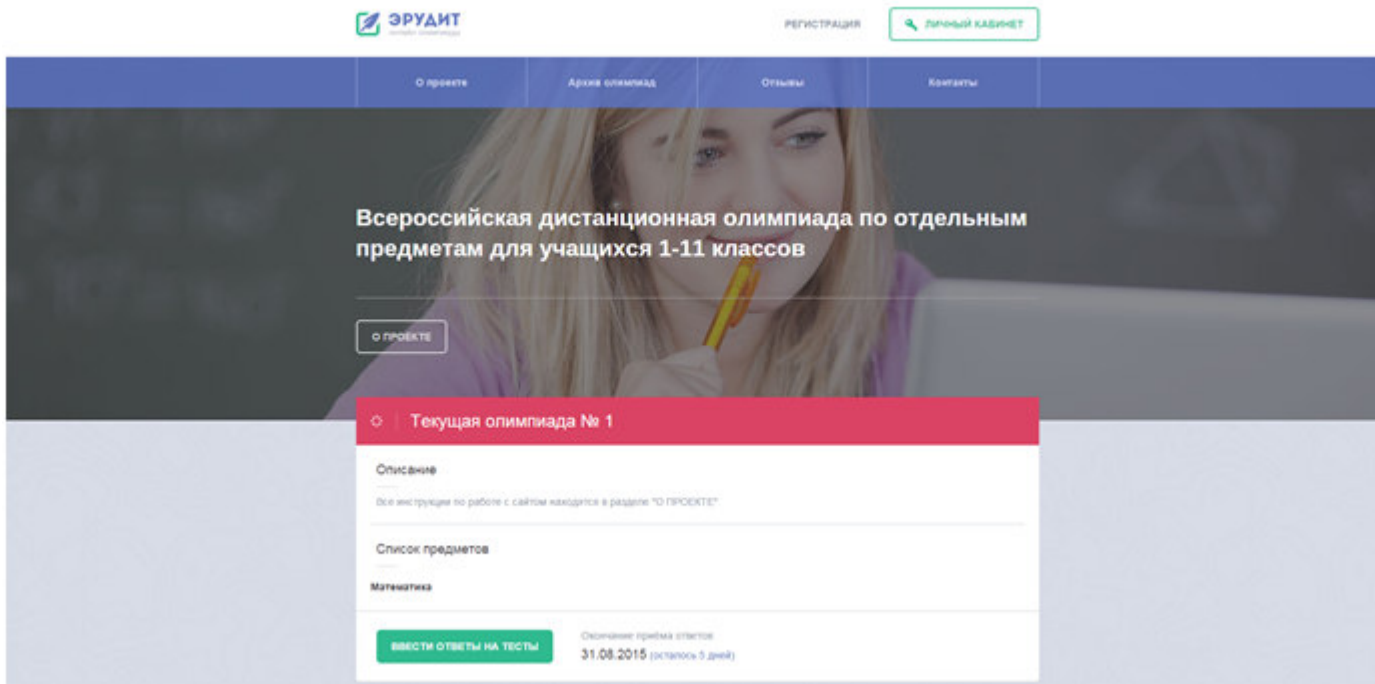 ЭРУДИТ
онлайн олимпиады
РЕГИСТРАЦИЯ
ЛИЧНЫЙ КАБИНЕТ
О проекте
Архив олимпиад
Отзывы
Контакты
Всероссийская дистанционная олимпиада по отдельным
предметам для учащихся 1-11 классов
О ПРОЕКТЕ
Текущая олимпиада № 1
Описание
Все инструкции по работе с сайтом находятся в разделе "О ПРОЕКТЕ"
Список предметов
Математика
ВВЕСТИ ОТВЕТЫ НА ТЕСТЫ
Окончание приёма ответов
31.08.2015 (осталось 5 дней)